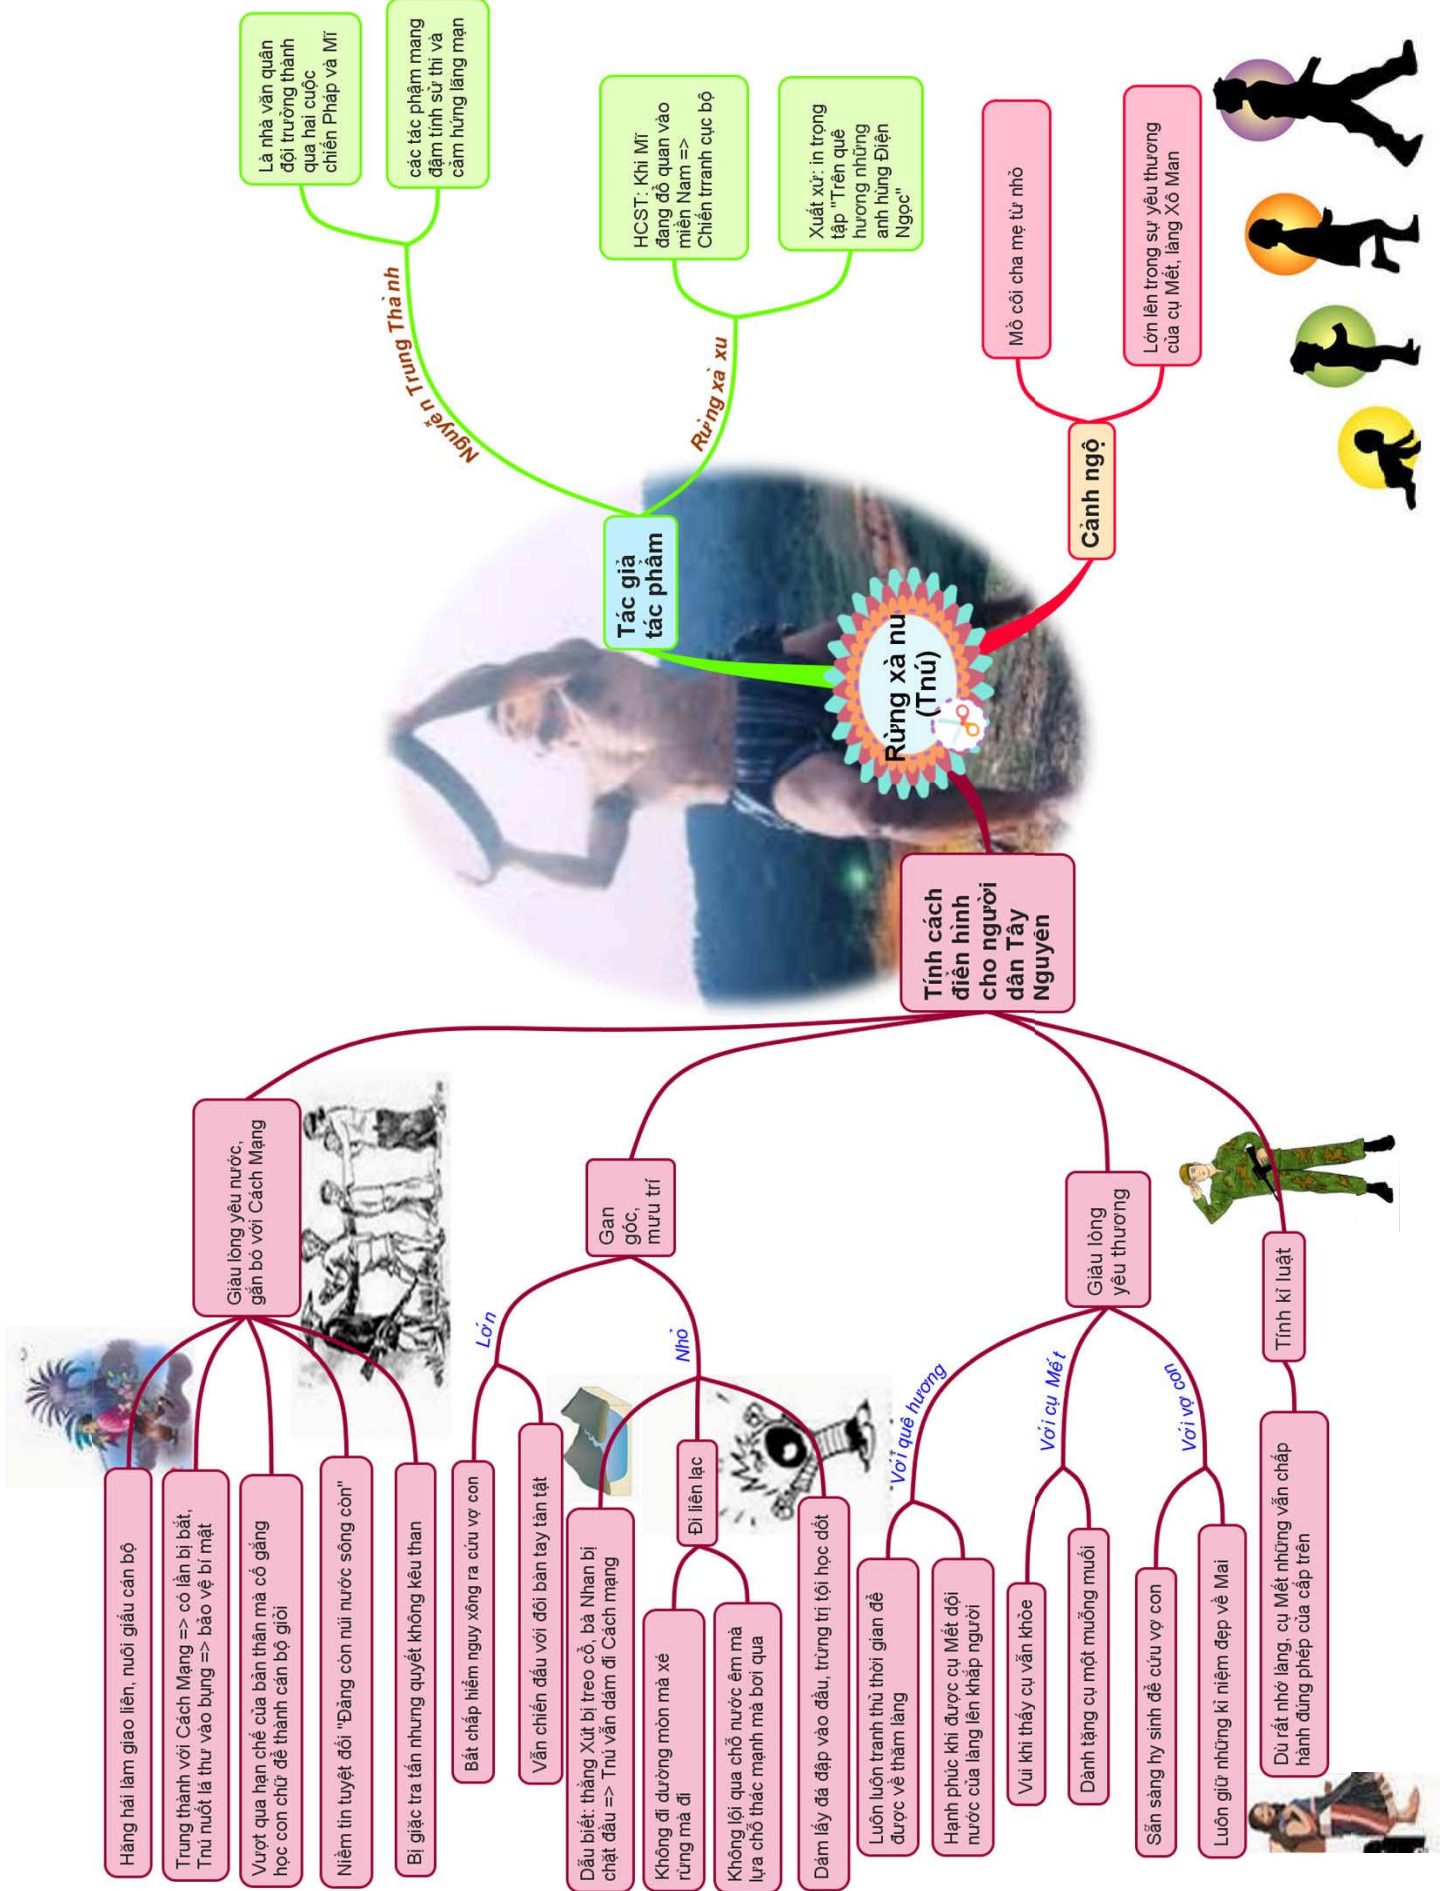 Rừng xà nu
(Tnú)
Tác giả
tác phẩm
Nguyễn Trung Thành
Là nhà văn quân
đội trưởng thành
qua hai cuộc
chiến Pháp và Mĩ
các tác phậm mang
đậm tính sử thi và
cảm hứng lãng mạn
Rừng xà xu
HCST: Khi Mĩ
đang đồ quan vào
miền Nam =>
Chiến trranh cục bộ
Xuất xứ: in trọng
tập "Trên quê
hương những
anh hùng Điện
Ngọc"
Cảnh ngộ
Mồ côi cha mẹ từ nhỏ
Lớn lên trong sự yêu thương
của cụ Mết, làng Xô Man
Tính cách
điển hình
cho người
dân Tây
Nguyên
Giàu lòng yêu nước,
gắn bó với Cách Mạng
Hăng hái làm giao liên, nuôi giấu cán bộ
Trung thành với Cách Mạng => có lần bị bắt,
Tnú nuốt lá thư vào bụng => bảo vệ bí mật
Vượt qua hạn chế của bản thân mà cố gắng
học con chữ để thành cán bộ giỏi
Niềm tin tuyệt đối "Đảng còn núi nước sông còn"
Bị giặc tra tấn nhưng quyết không kêu than
Gan
góc,
mưu trí
Lớn
Bất chấp hiểm nguy xông ra cứu vợ con
Vẫn chiến đấu với đôi bàn tay tàn tật
Nhỏ
Dẫu biết: thằng Xút bị treo cổ, bà Nhan bị
chặt đầu => Tnú vẫn dám đi Cách mạng
Đi liên lạc
Không đi đường mòn mà xé
rừng mà đi
Không lội qua chỗ nước êm mà
lựa chỗ thác mạnh mà bơi qua
Dám lấy đá đập vào đầu, trừng trị tội học dốt
Giàu lòng
yêu thương
Với quê hương
Luôn luôn tranh thủ thời gian để
được về thăm làng
Hạnh phúc khi được cụ Mết dội
nước của làng lên khắp người
Với cụ Mết
Vui khi thấy cụ vẫn khỏe
Dành tặng cụ một muỗng muối
Với vợ con
Sẵn sàng hy sinh để cứu vợ con
Luôn giữ những kỉ niệm đẹp về Mai
Tính kỉ luật
Dù rất nhớ làng, cụ Mết những vẫn chấp
hành đúng phép của cấp trên